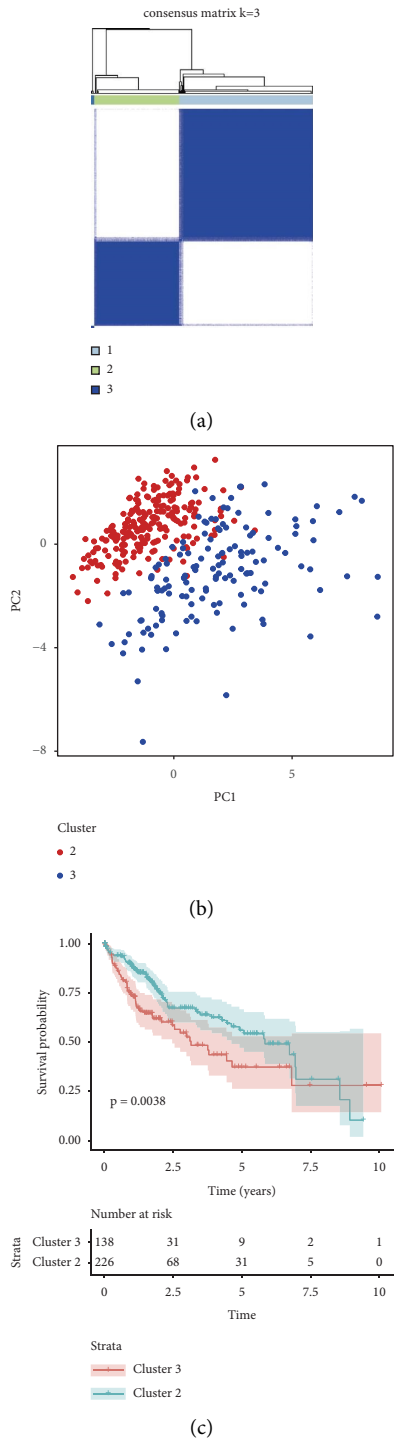 consensus matrix k=3
1
2
3
(a)
0
−4
−8
PC2
0 5
PC1
Cluster
2
3
(b)
1.00
0.75
0.50
0.25
0.00
Survival probability
p = 0.0038
0 2.5 5 7.5 10
Time (years)
Number at risk
Strata
Cluster 3 138 31 9 2 1
Cluster 2 226 68 31 5 0
0 2.5 5 7.5 10
Time
Strata
Cluster 3
Cluster 2
(c)